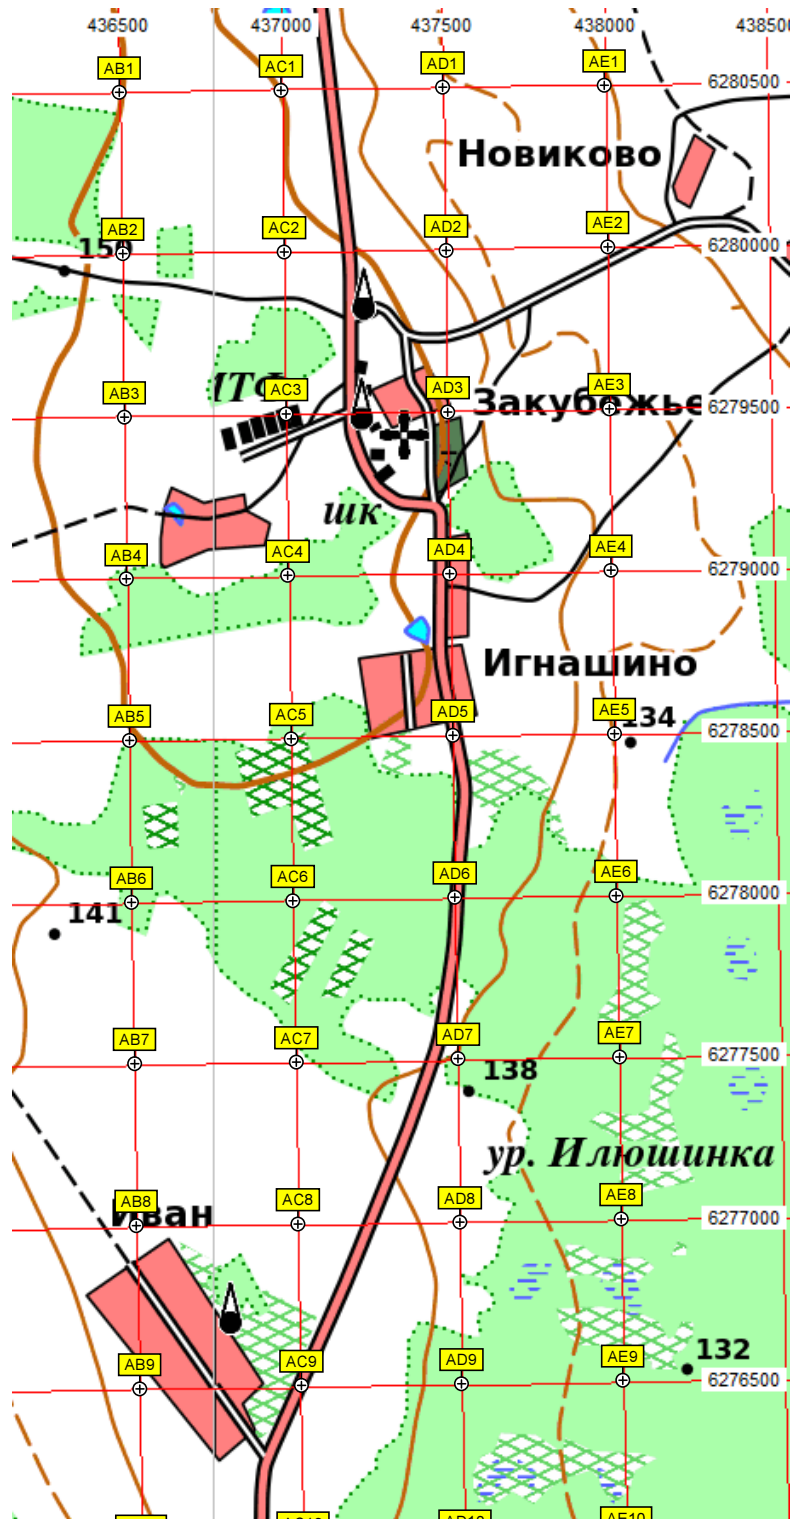 436500 437000 437500 438000 43850
AB1 AC1 AD1 AE1
6280500
Новиково
AB2 AC2 AD2 AE2
150
6280000
AB3 AC3 AD3 AE3
Закубежье
6279500
шк
AB4 AC4 AD4 AE4
6279000
Игнашино
AB5 AC5 AD5 AE5
134
6278500
AB6 AC6 AD6 AE6
6278000
141
AB7 AC7 AD7 AE7
6277500
138
ур. Илюшинка
AB8 AC8 AD8 AE8
Иван
6277000
132
AB9 AC9 AD9 AE9
6276500
AD10 AE10